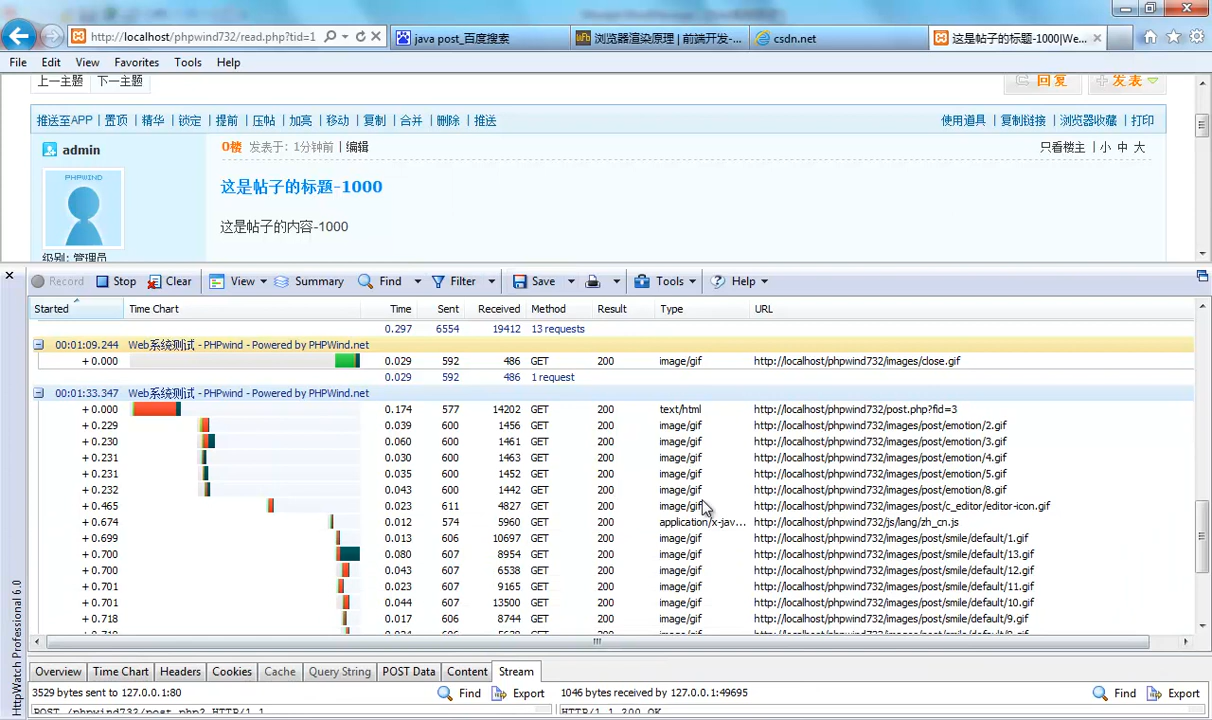 http://localhost/phpwind732/read.php?tid=1
java post_百度搜索
浏览器渲染原理 | 前端开发-...
csdn.net
这是帖子的标题-1000|We...
File Edit View Favorites Tools Help
上一主题 下一主题 回复 发表
推送至APP | 置顶 | 精华 | 锁定 | 提前 | 压帖 | 加亮 | 移动 | 复制 | 合并 | 删除 | 推送 使用道具 | 复制链接 | 浏览器收藏 | 打印
admin 0楼 发表于: 1分钟前 | 编辑 只看楼主 | 小 中 大
PHPWIND
这是帖子的标题-1000
这是帖子的内容-1000
级别: 管理员
Record Stop Clear View Summary Find Filter Save Tools Help
Started Time Chart Time Sent Received Method Result Type URL
0.297 6554 19412 13 requests
00:01:09.244 Web系统测试 - PHPwind - Powered by PHPWind.net
+ 0.000 0.029 592 486 GET 200 image/gif http://localhost/phpwind732/images/close.gif
0.029 592 486 1 request
00:01:33.347 Web系统测试 - PHPwind - Powered by PHPWind.net
+ 0.000 0.174 577 14202 GET 200 text/html http://localhost/phpwind732/post.php?fid=3
+ 0.229 0.039 600 1456 GET 200 image/gif http://localhost/phpwind732/images/post/emotion/2.gif
+ 0.230 0.060 600 1461 GET 200 image/gif http://localhost/phpwind732/images/post/emotion/3.gif
+ 0.231 0.030 600 1463 GET 200 image/gif http://localhost/phpwind732/images/post/emotion/4.gif
+ 0.231 0.035 600 1452 GET 200 image/gif http://localhost/phpwind732/images/post/emotion/5.gif
+ 0.232 0.043 600 1442 GET 200 image/gif http://localhost/phpwind732/images/post/emotion/8.gif
+ 0.465 0.023 611 4827 GET 200 image/gif http://localhost/phpwind732/images/post/c_editor/editor-icon.gif
+ 0.674 0.012 574 5960 GET 200 application/x-jav... http://localhost/phpwind732/js/lang/zh_cn.js
+ 0.699 0.013 606 10697 GET 200 image/gif http://localhost/phpwind732/images/post/smile/default/1.gif
+ 0.700 0.080 607 8954 GET 200 image/gif http://localhost/phpwind732/images/post/smile/default/13.gif
+ 0.700 0.043 607 6538 GET 200 image/gif http://localhost/phpwind732/images/post/smile/default/12.gif
+ 0.701 0.023 607 9165 GET 200 image/gif http://localhost/phpwind732/images/post/smile/default/11.gif
+ 0.701 0.044 607 13500 GET 200 image/gif http://localhost/phpwind732/images/post/smile/default/10.gif
+ 0.718 0.017 606 8744 GET 200 image/gif http://localhost/phpwind732/images/post/smile/default/9.gif
HttpWatch Professional 6.0
Overview Time Chart Headers Cookies Cache Query String POST Data Content Stream
3529 bytes sent to 127.0.0.1:80 Find Export 1046 bytes received by 127.0.0.1:49695 Find Export
POST /phpwind732/post.php? HTTP/1.1 HTTP/1.1 200 OK